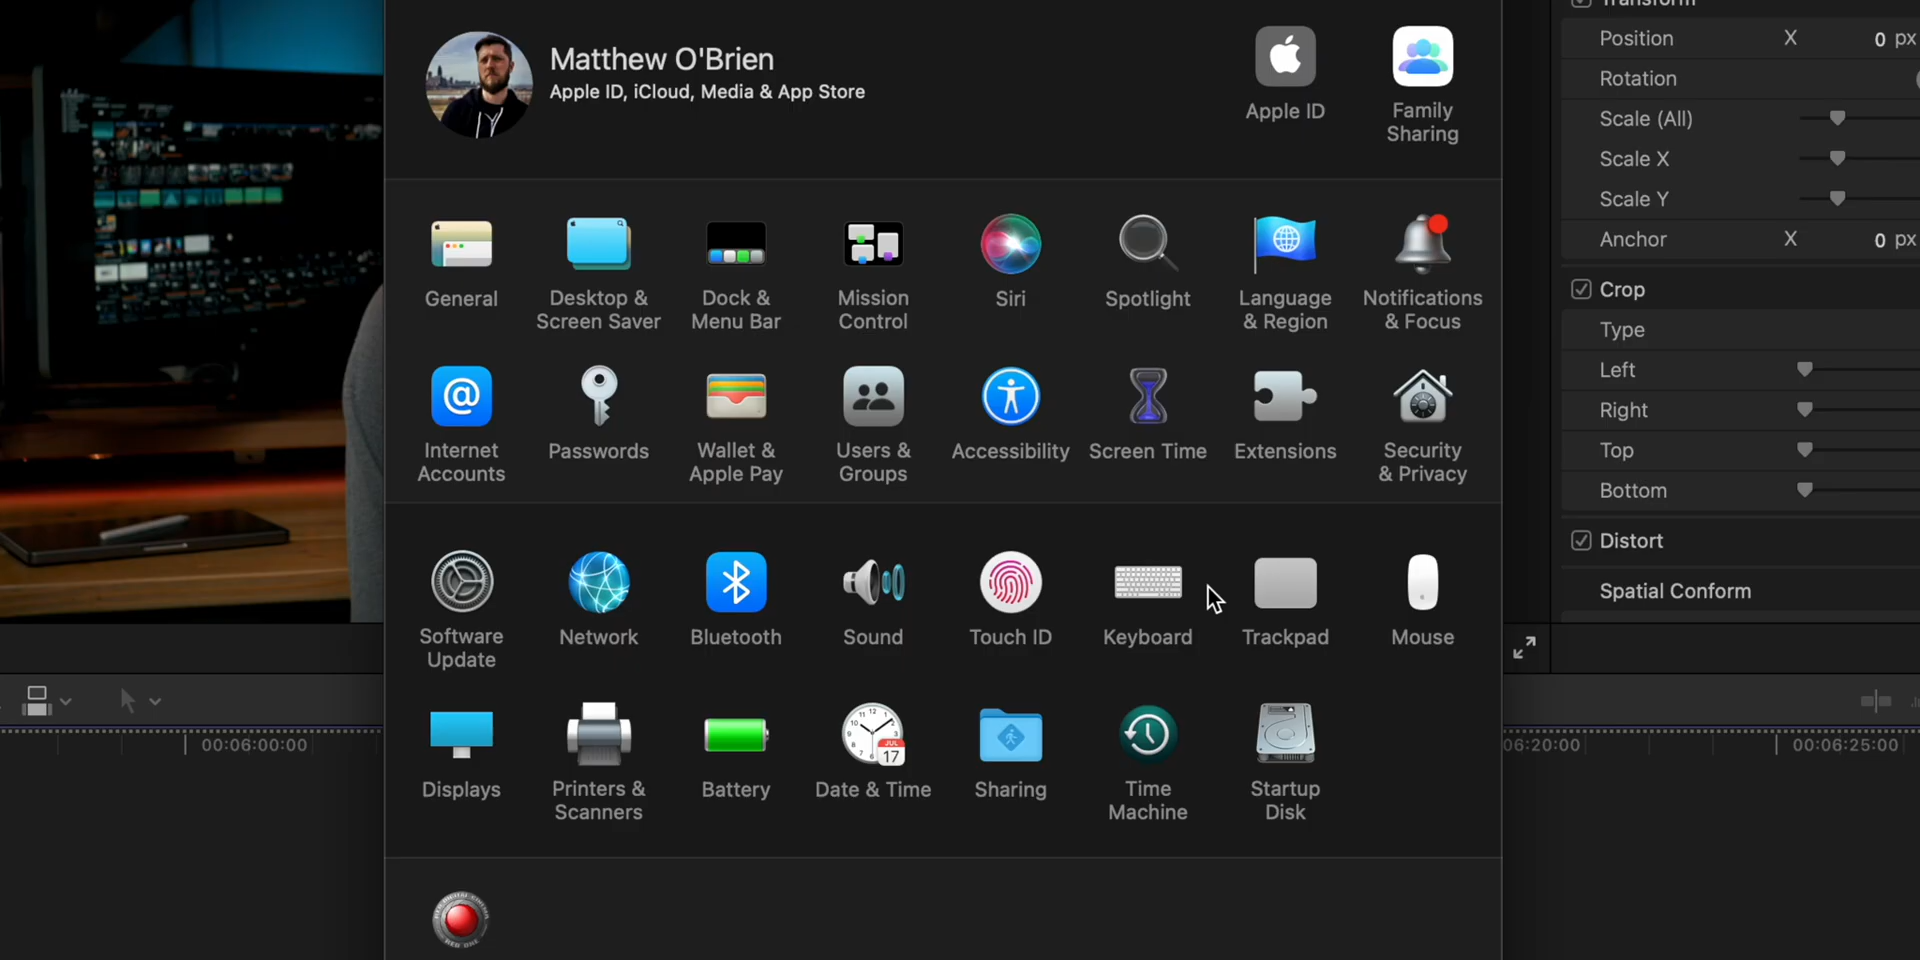 Matthew O'Brien
Apple ID, iCloud, Media & App Store
Apple ID
Family
Sharing
General
Desktop &
Screen Saver
Dock &
Menu Bar
Mission
Control
Siri
Spotlight
Language
& Region
Notifications
& Focus
Internet
Accounts
Passwords
Wallet &
Apple Pay
Users &
Groups
Accessibility
Screen Time
Extensions
Security
& Privacy
Software
Update
Network
Bluetooth
Sound
Touch ID
Keyboard
Trackpad
Mouse
Displays
Printers &
Scanners
Battery
JUL
17
Date & Time
Sharing
Time
Machine
Startup
Disk
Transform
Position X 0 px
Rotation
Scale (All)
Scale X
Scale Y
Anchor X 0 px
Crop
Type
Left
Right
Top
Bottom
Distort
Spatial Conform
00:06:00:00
06:20:00
00:06:25:00